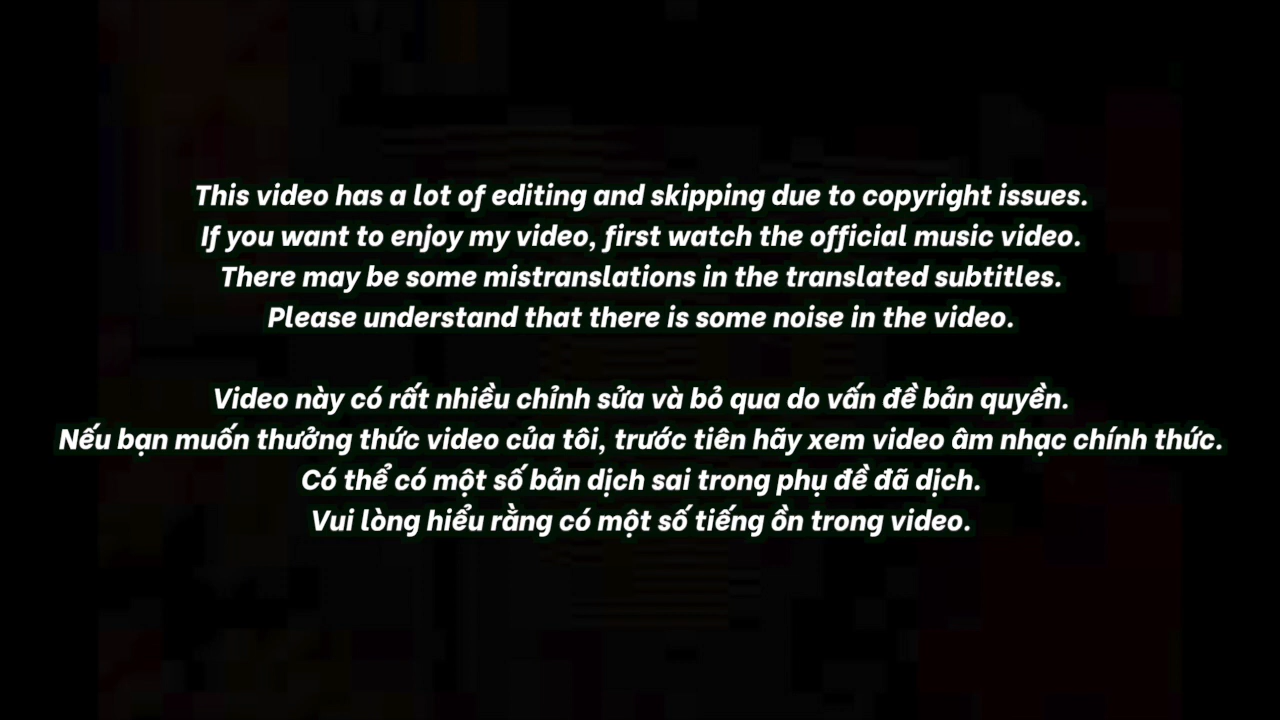 This video has a lot of editing and skipping due to copyright issues.
If you want to enjoy my video, first watch the official music video.
There may be some mistranslations in the translated subtitles.
Please understand that there is some noise in the video.
Video này có rất nhiều chỉnh sửa và bỏ qua do vấn đề bản quyền.
Nếu bạn muốn thưởng thức video của tôi, trước tiên hãy xem video âm nhạc chính thức.
Có thể có một số bản dịch sai trong phụ đề đã dịch.
Vui lòng hiểu rằng có một số tiếng ồn trong video.